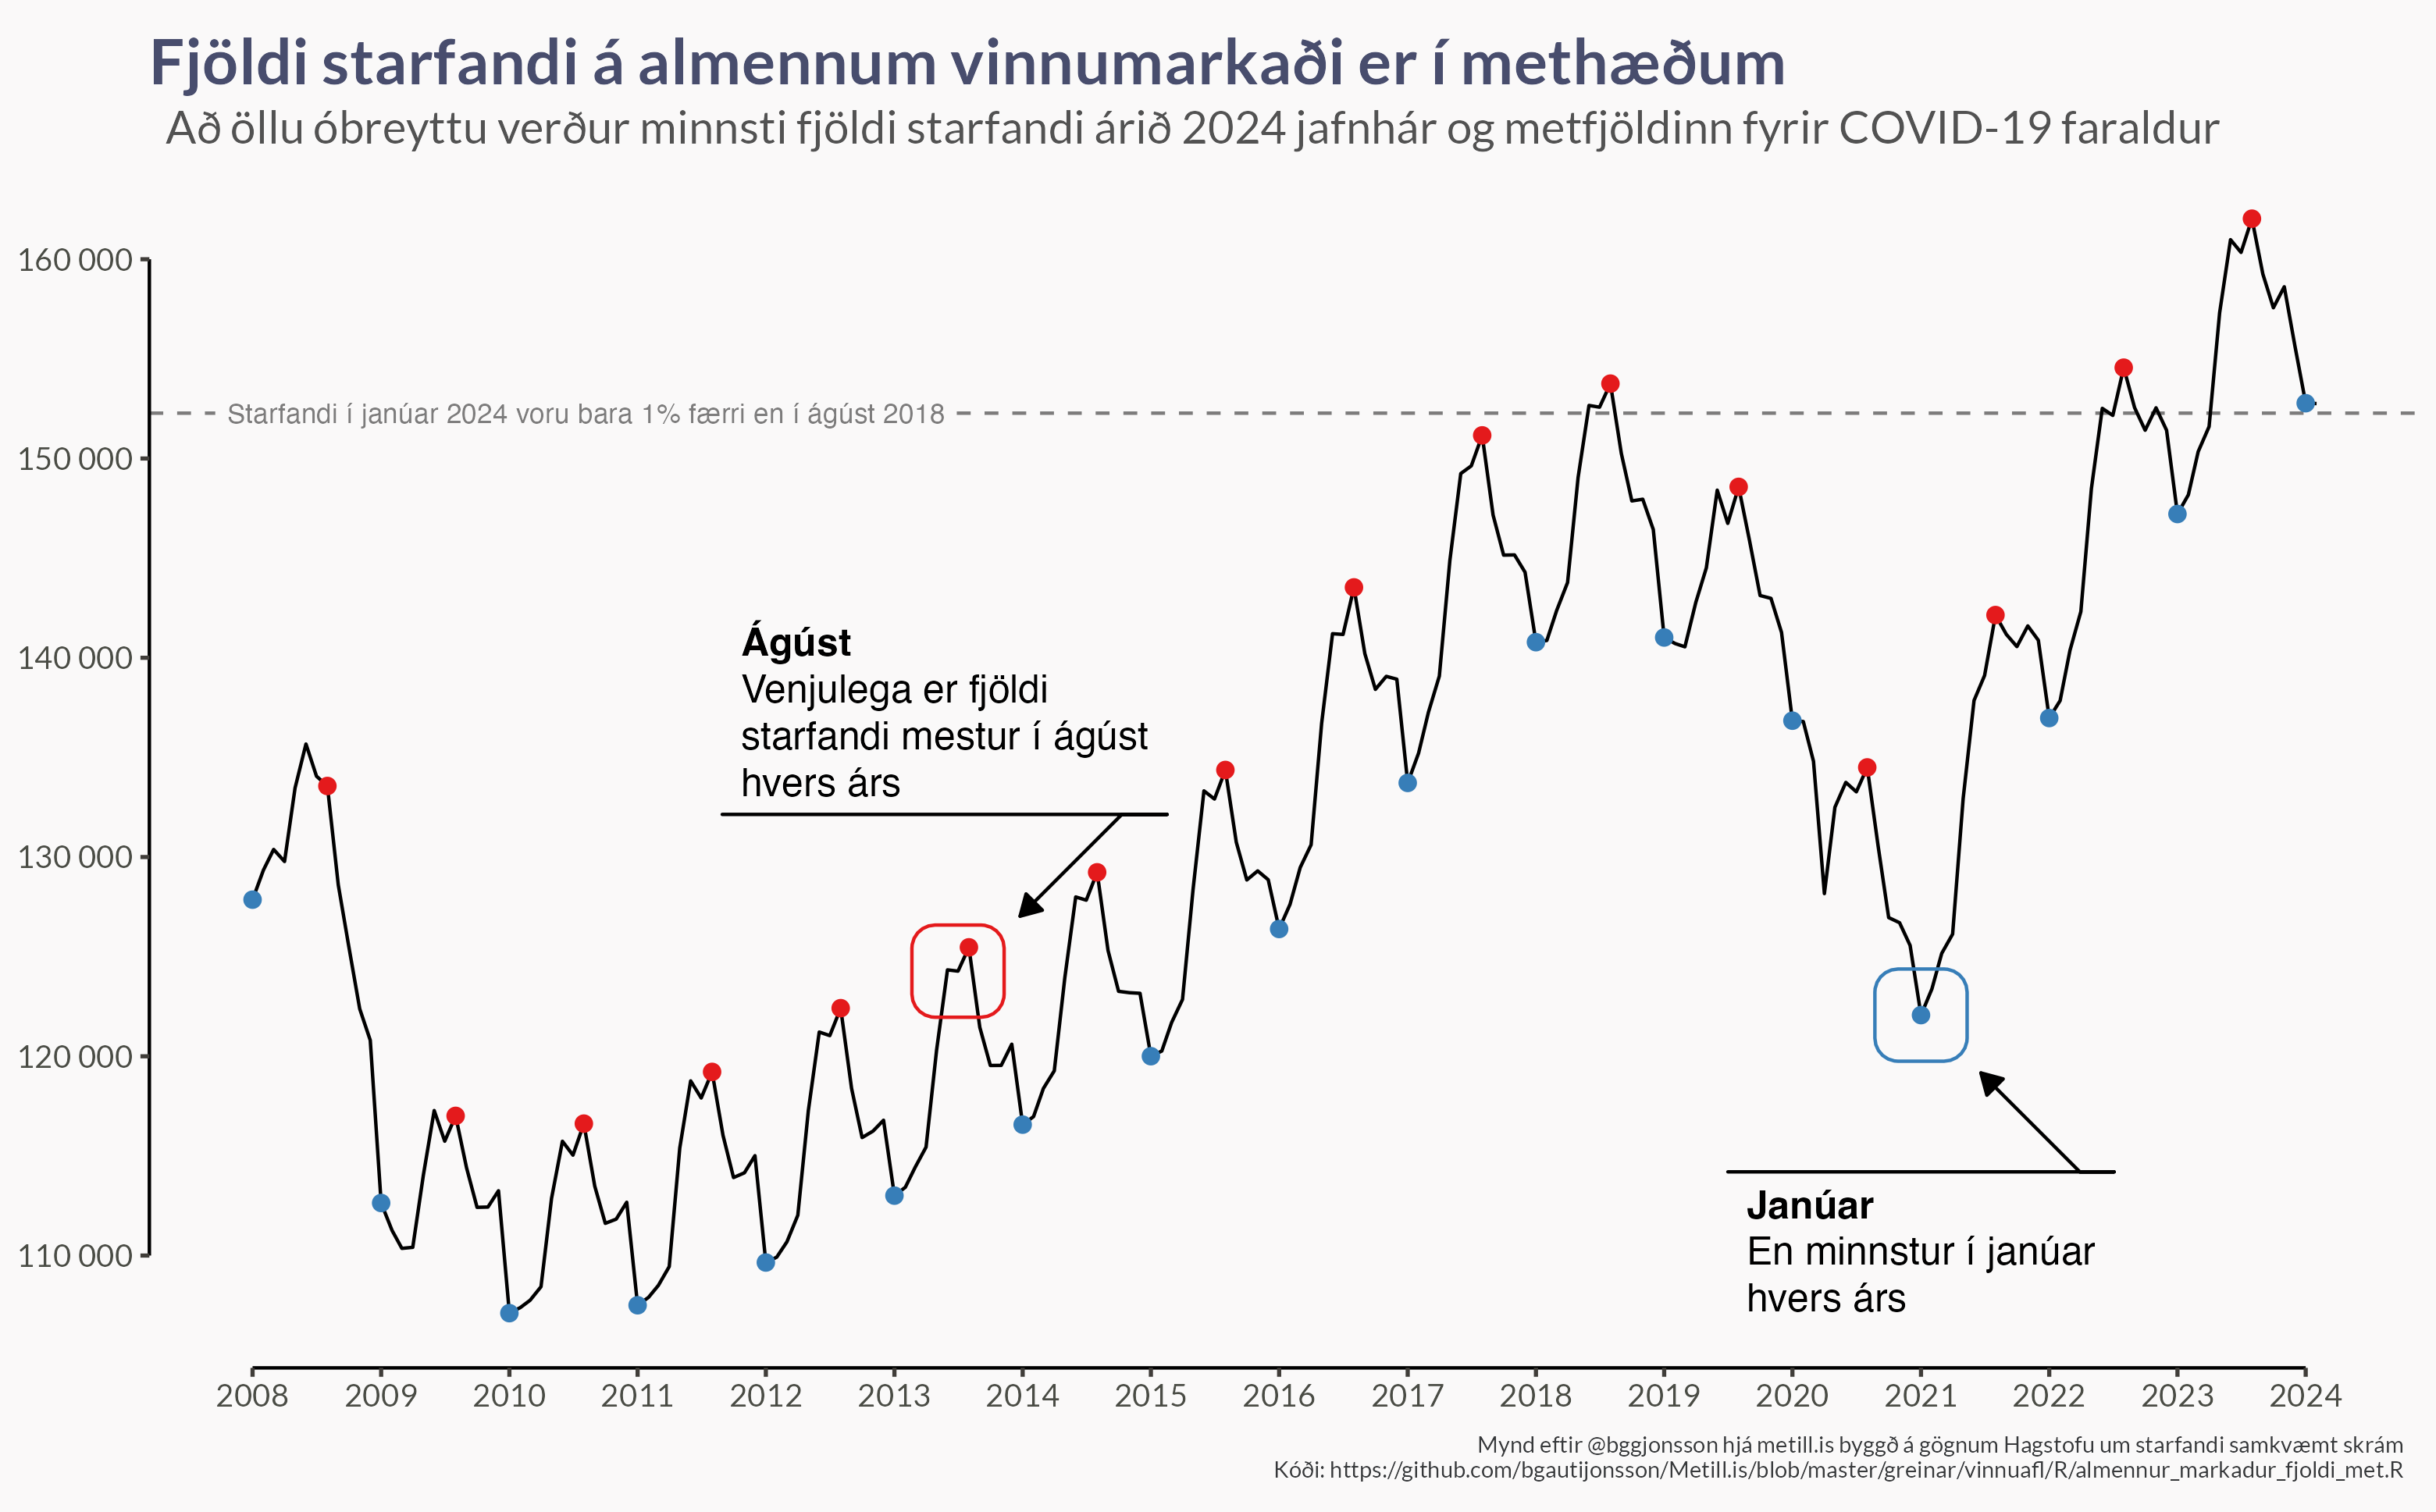 Fjöldi starfandi á almennum vinnumarkaði er í methæðum
Að öllu óbreyttu verður minnsti fjöldi starfandi árið 2024 jafnhár og metfjöldinn fyrir COVID-19 faraldur
160 000
Starfandi í janúar 2024 voru bara 1% færri en í ágúst 2018
150 000
140 000
130 000
120 000
110 000
Ágúst
Venjulega er fjöldi
starfandi mestur í ágúst
hvers árs
Janúar
En minnstur í janúar
hvers árs
2008 2009 2010 2011 2012 2013 2014 2015 2016 2017 2018 2019 2020 2021 2022 2023 2024
Mynd eftir @bggjonsson hjá metill.is byggð á gögnum Hagstofu um starfandi samkvæmt skrám
Kóði: https://github.com/bgautijonsson/Metill.is/blob/master/greinar/vinnuafl/R/almennur_markadur_fjoldi_met.R